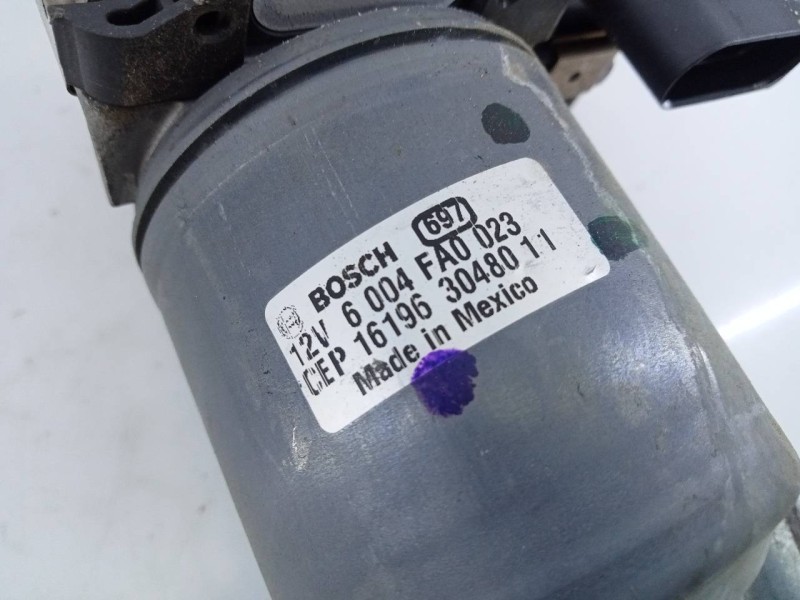 BOSCH 697
12V 6 004 FA0 023
CEP 16196 30480 11
Made in Mexico